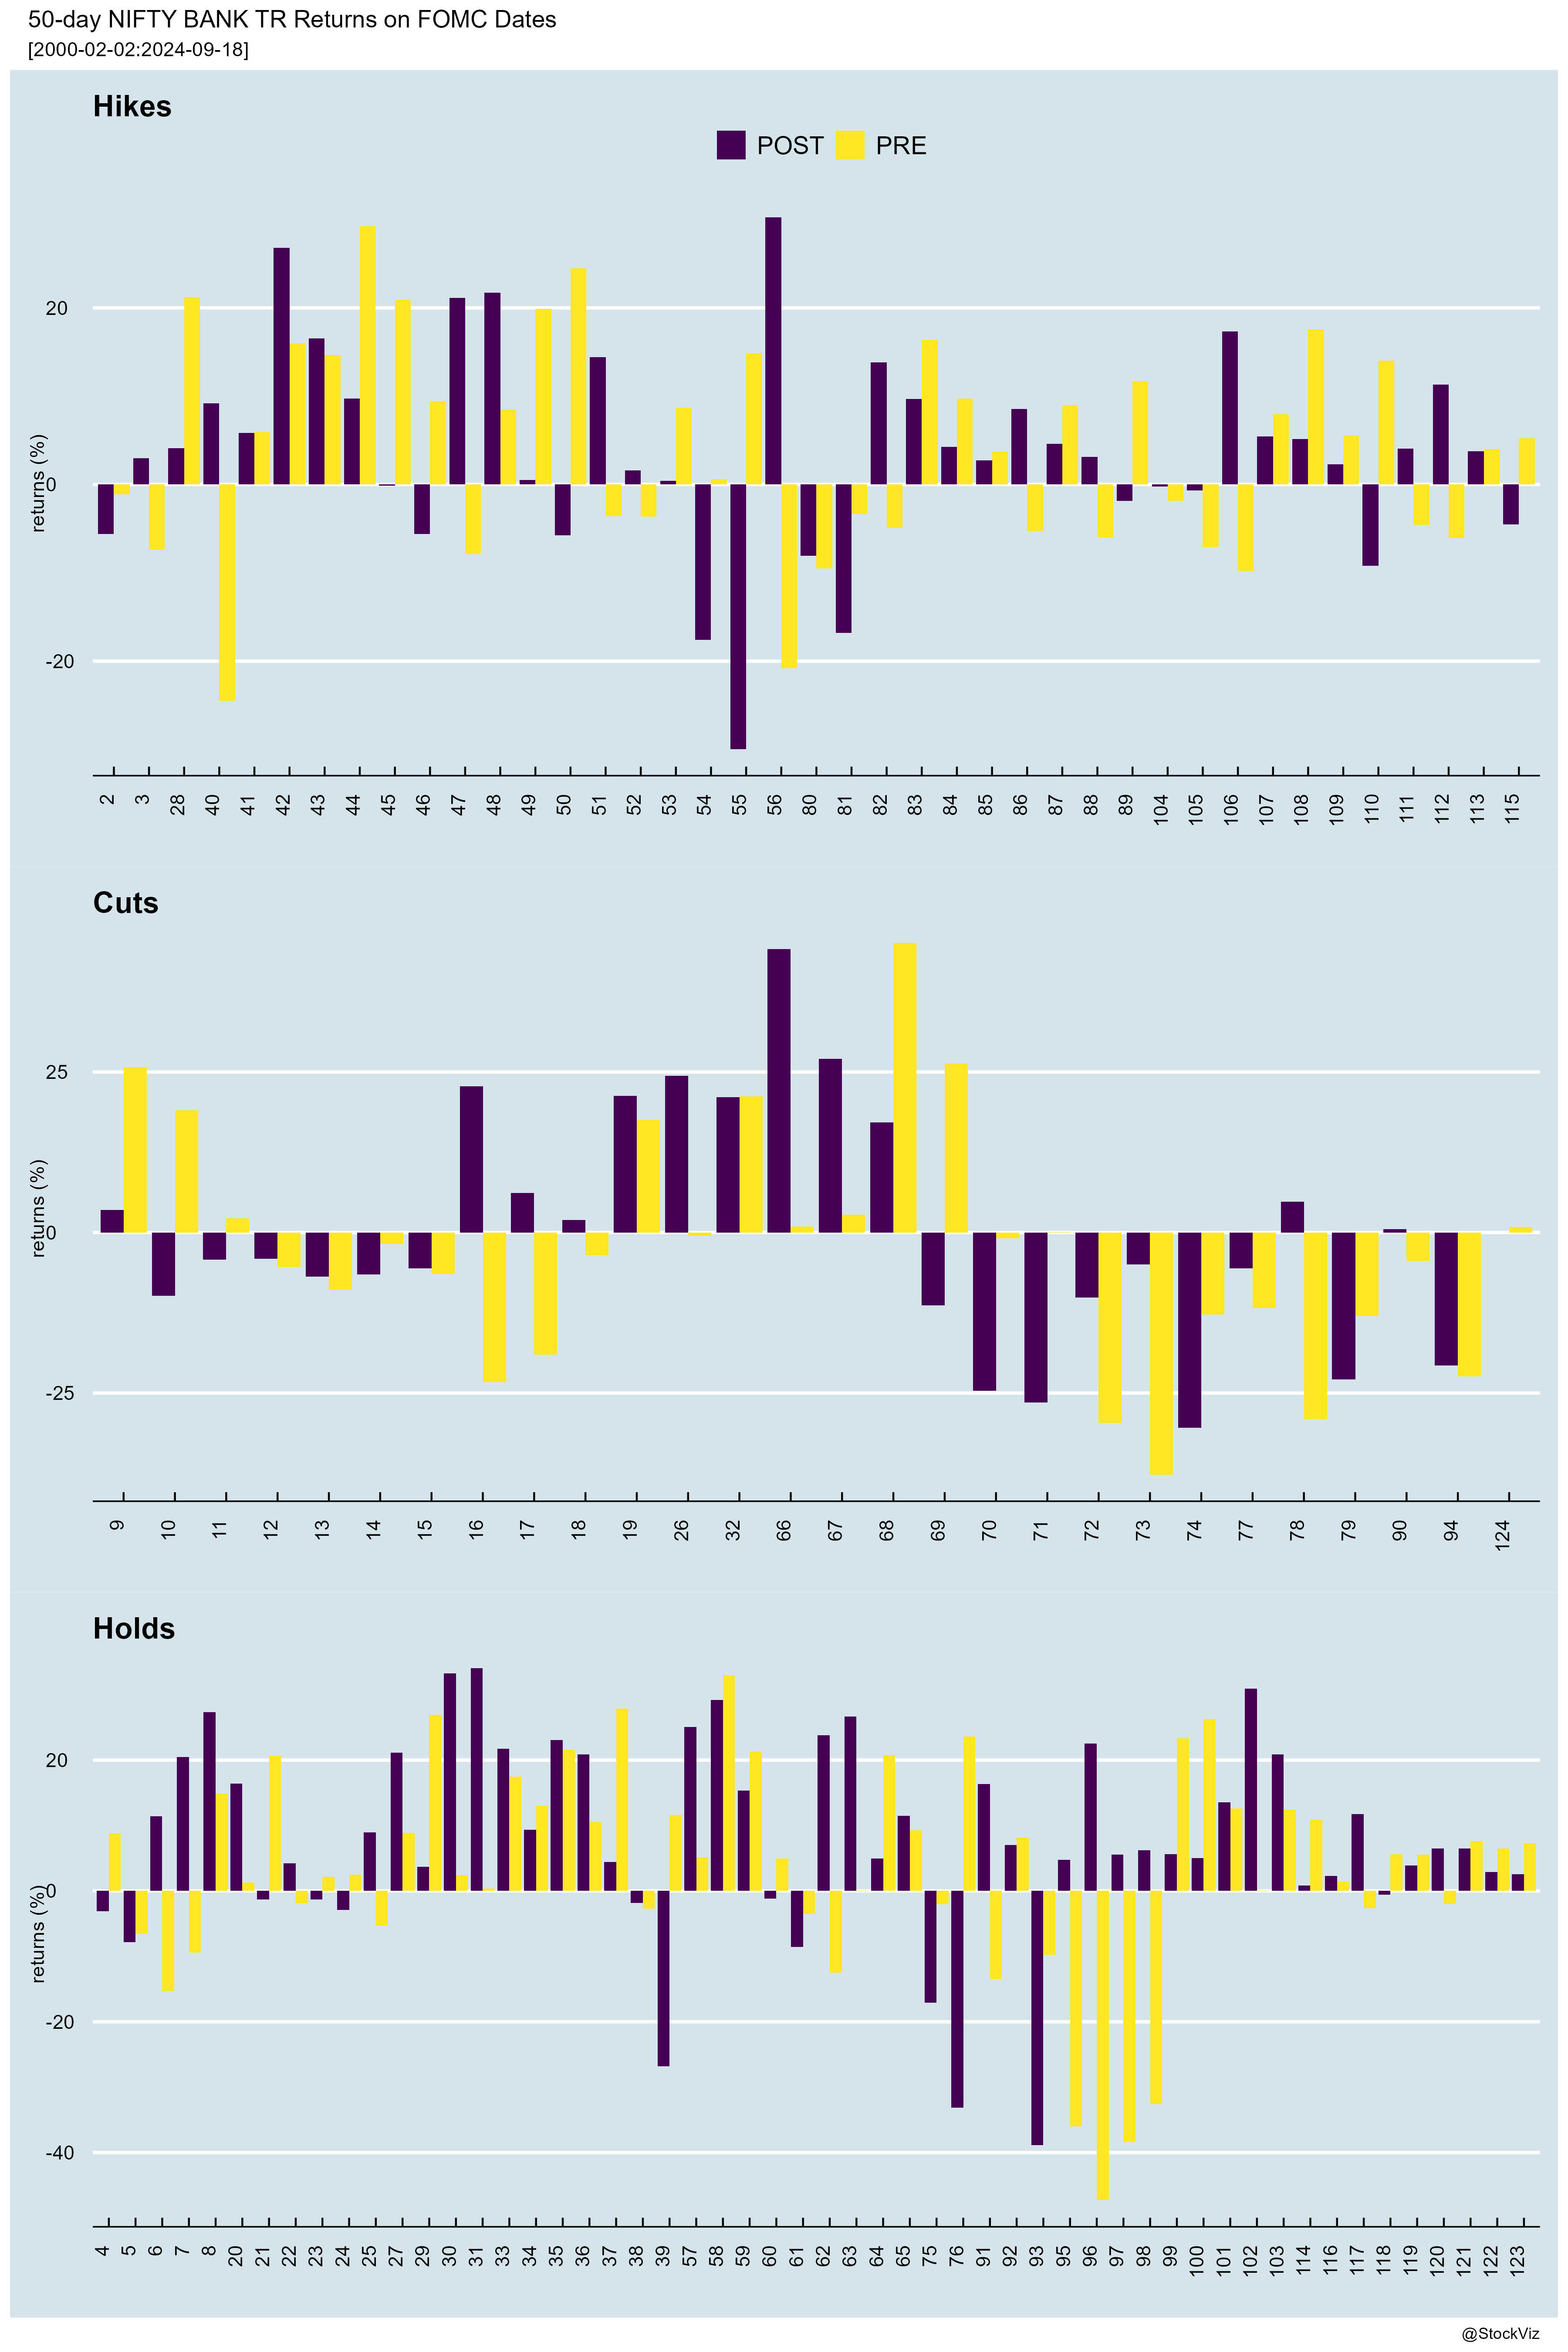 50-day NIFTY BANK TR Returns on FOMC Dates
[2000-02-02:2024-09-18]
Hikes
POST PRE
returns (%)
20
0
-20
2 3 28 40 41 42 43 44 45 46 47 48 49 50 51 52 53 54 55 56 80 81 82 83 84 85 86 87 88 89 104 105 106 107 108 109 110 111 112 113 115
Cuts
returns (%)
25
0
-25
9 10 11 12 13 14 15 16 17 18 19 26 32 66 67 68 69 70 71 72 73 74 77 78 79 90 94 124
Holds
returns (%)
20
0
-20
-40
4 5 6 7 8 20 21 22 23 24 25 27 29 30 31 33 34 35 36 37 38 39 57 58 59 60 61 62 63 64 65 75 76 91 92 93 95 96 97 98 99 100 101 102 103 114 116 117 118 119 120 121 122 123
@StockViz